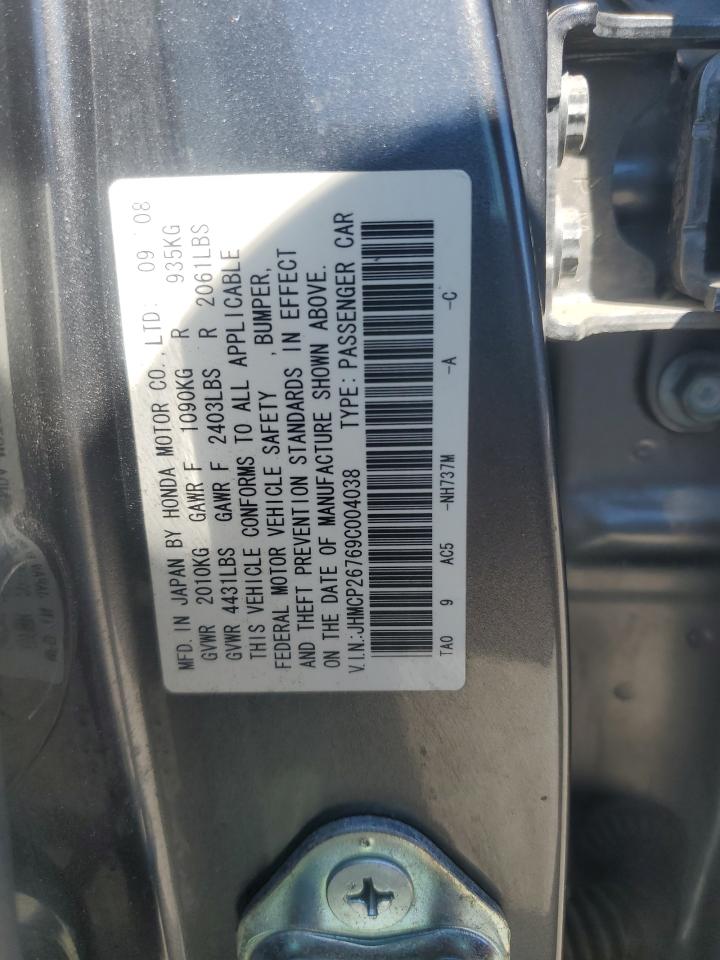 MFD. IN JAPAN BY HONDA MOTOR CO., LTD. 09 '08
GVWR 2010KG GAWR F 1090KG R 935KG
GVWR 4431LBS GAWR F 2403LBS R 2061LBS
THIS VEHICLE CONFORMS TO ALL APPLICABLE
FEDERAL MOTOR VEHICLE SAFETY , BUMPER,
AND THEFT PREVENTION STANDARDS IN EFFECT
ON THE DATE OF MANUFACTURE SHOWN ABOVE.
V.I.N.:JHMCP26769C004038 TYPE: PASSENGER CAR
TA0 9 AC5 -NH737M -A -C